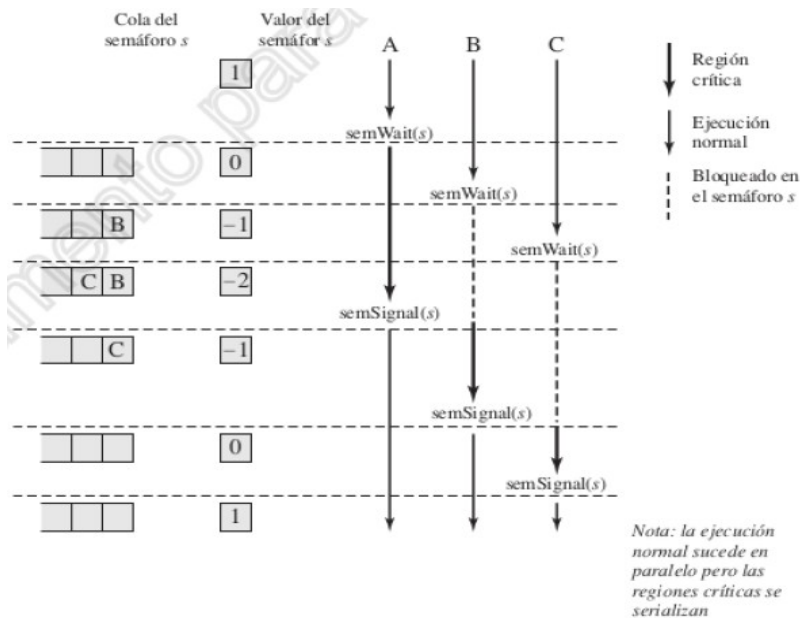 Cola del
semáforo s
Valor del
semáfor s
A
B
C
1
semWait(s)
0
semWait(s)
B
–1
semWait(s)
C B
–2
semSignal(s)
C
–1
semSignal(s)
0
semSignal(s)
1
Región
crítica
Ejecución
normal
Bloqueado en
el semáforo s
Nota: la ejecución
normal sucede en
paralelo pero las
regiones críticas se
serializan
para